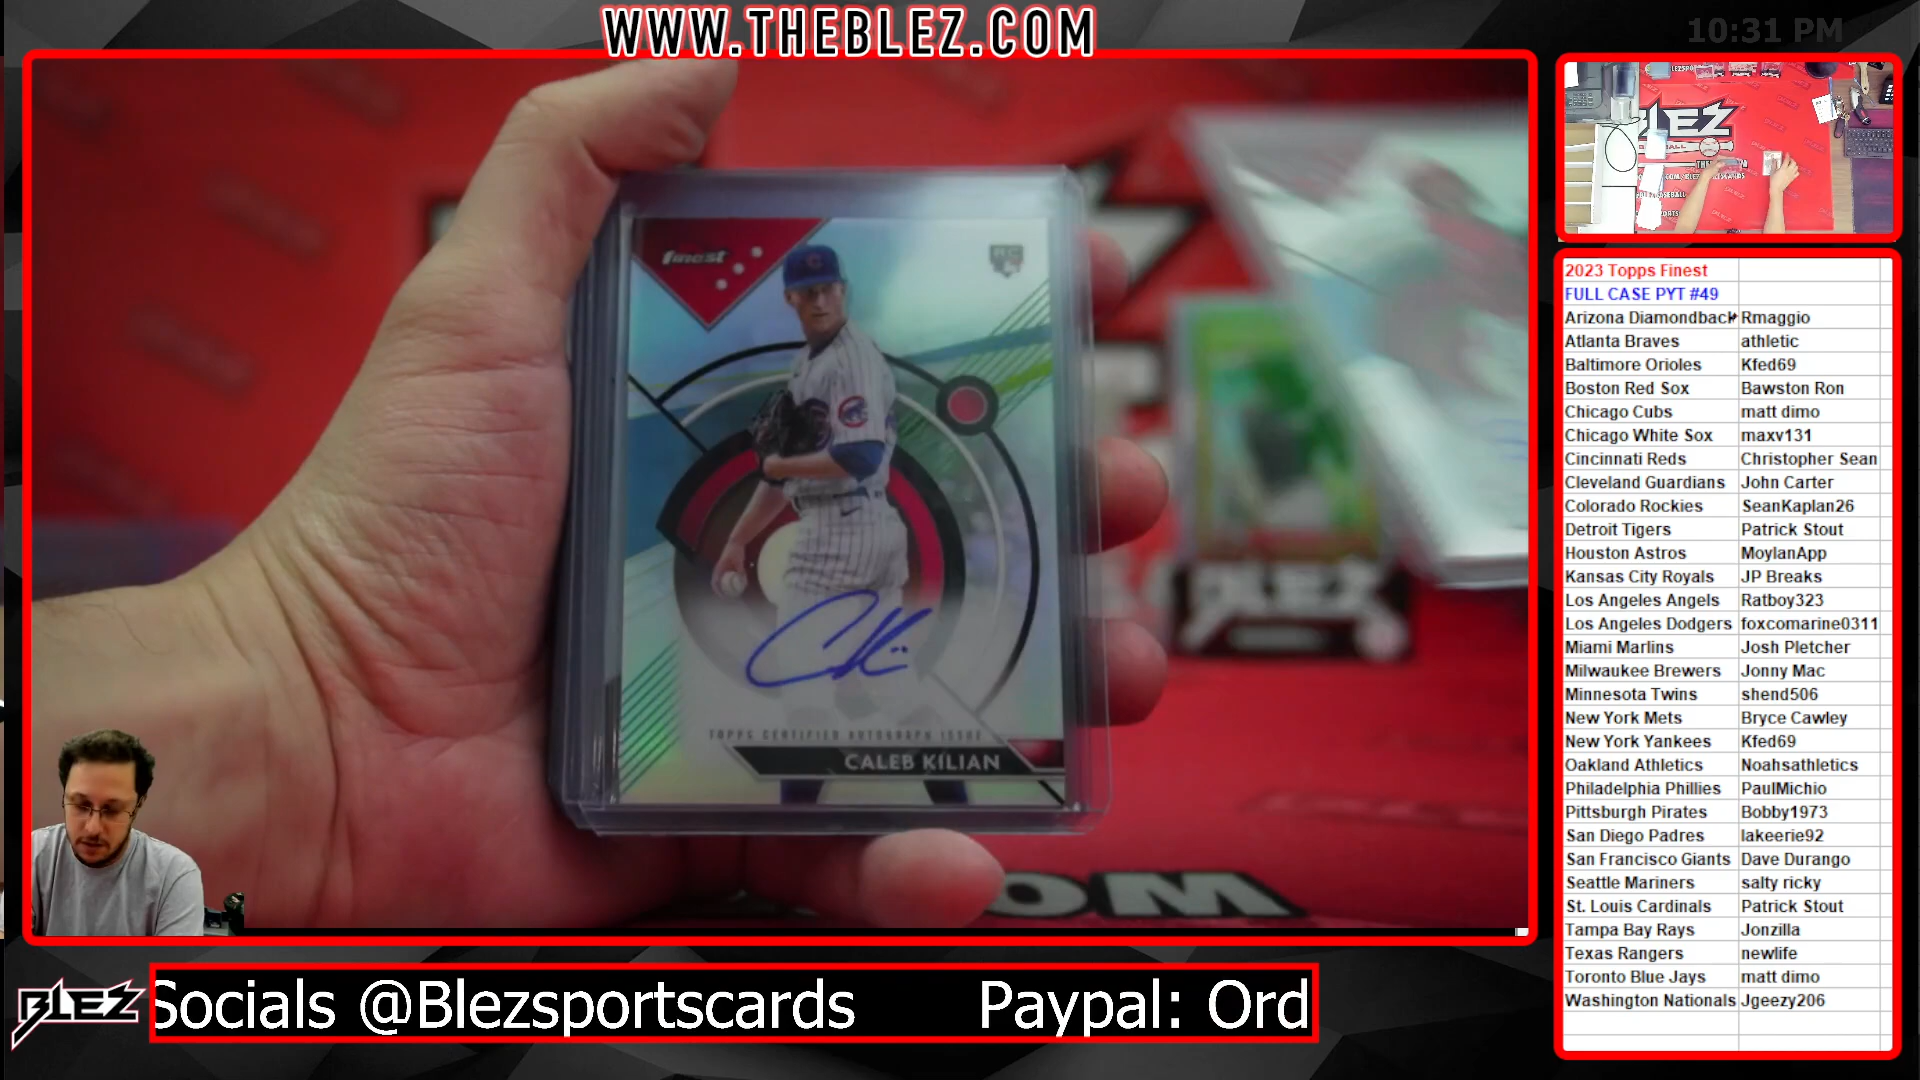 WWW.THEBLEZ.COM
10:31 PM
finest
RC
TOPPS CERTIFIED AUTOGRAPH ISSUE
CALEB KILIAN
OM
BLEZ
2023 Topps Finest
FULL CASE PYT #49
Arizona Diamondback Rmaggio
Atlanta Braves athletic
Baltimore Orioles Kfed69
Boston Red Sox Bawston Ron
Chicago Cubs matt dimo
Chicago White Sox maxv131
Cincinnati Reds Christopher Sean
Cleveland Guardians John Carter
Colorado Rockies SeanKaplan26
Detroit Tigers Patrick Stout
Houston Astros MoylanApp
Kansas City Royals JP Breaks
Los Angeles Angels Ratboy323
Los Angeles Dodgers foxcomarine0311
Miami Marlins Josh Pletcher
Milwaukee Brewers Jonny Mac
Minnesota Twins shend506
New York Mets Bryce Cawley
New York Yankees Kfed69
Oakland Athletics Noahsathletics
Philadelphia Phillies PaulMichio
Pittsburgh Pirates Bobby1973
San Diego Padres lakeerie92
San Francisco Giants Dave Durango
Seattle Mariners salty ricky
St. Louis Cardinals Patrick Stout
Tampa Bay Rays Jonzilla
Texas Rangers newlife
Toronto Blue Jays matt dimo
Washington Nationals Jgeezy206
BLEZ
Socials @Blezsportscards Paypal: Ord